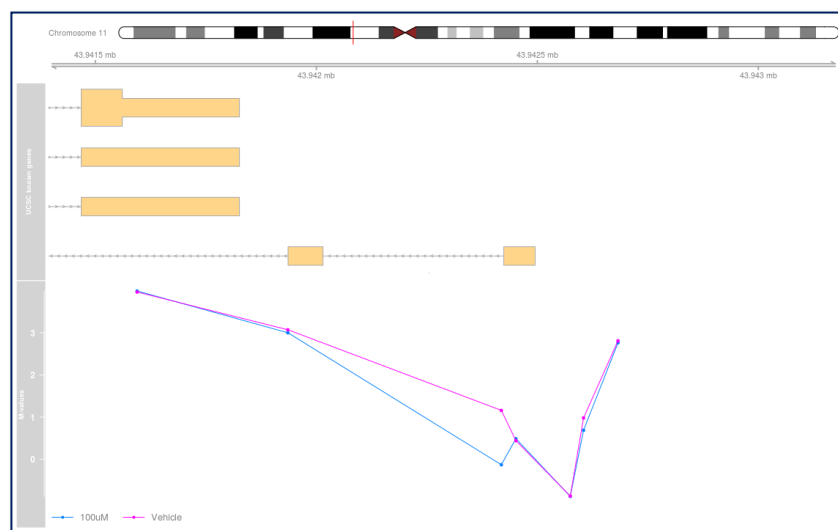 Chromosome 11
43.9415 mb
43.9425 mb
43.942 mb
43.943 mb
UCSC known genes
3
2
1
0
M-values
100uM
Vehicle